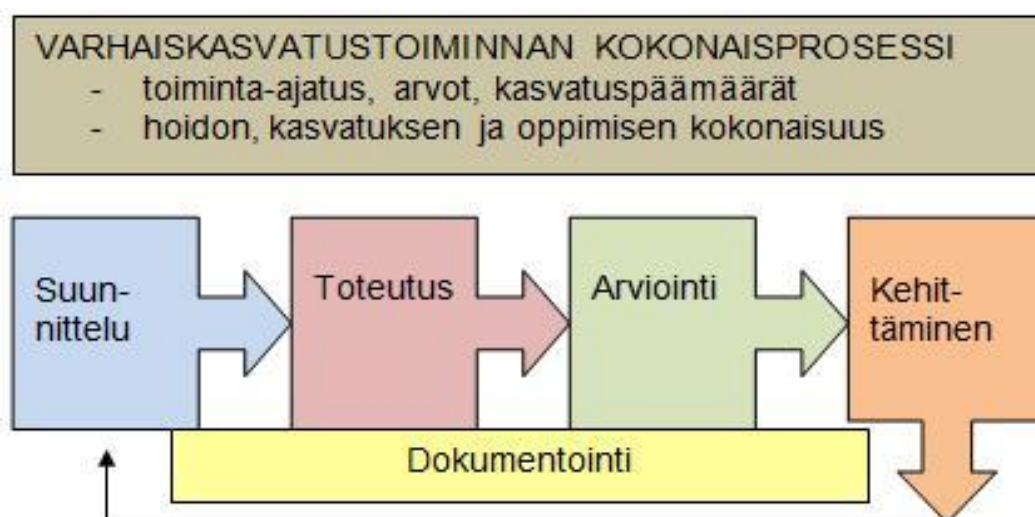 VARHAISKASVATUSTOIMINNAN KOKONAISPROSESSI
- toiminta-ajatus, arvot, kasvatuspäämäärät
- hoidon, kasvatuksen ja oppimisen kokonaisuus
Suun-
nittelu
Toteutus
Arviointi
Kehit-
täminen
Dokumentointi